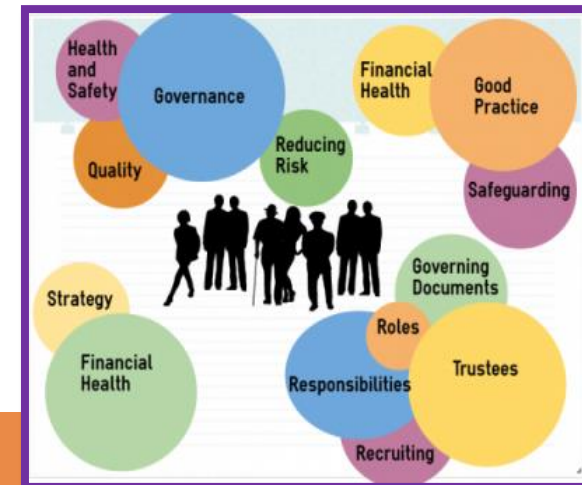 Health
and
Safety
Governance
Quality
Reducing
Risk
Financial
Health
Good
Practice
Safeguarding
Strategy
Financial
Health
Governing
Documents
Roles
Responsibilities
Trustees
Recruiting